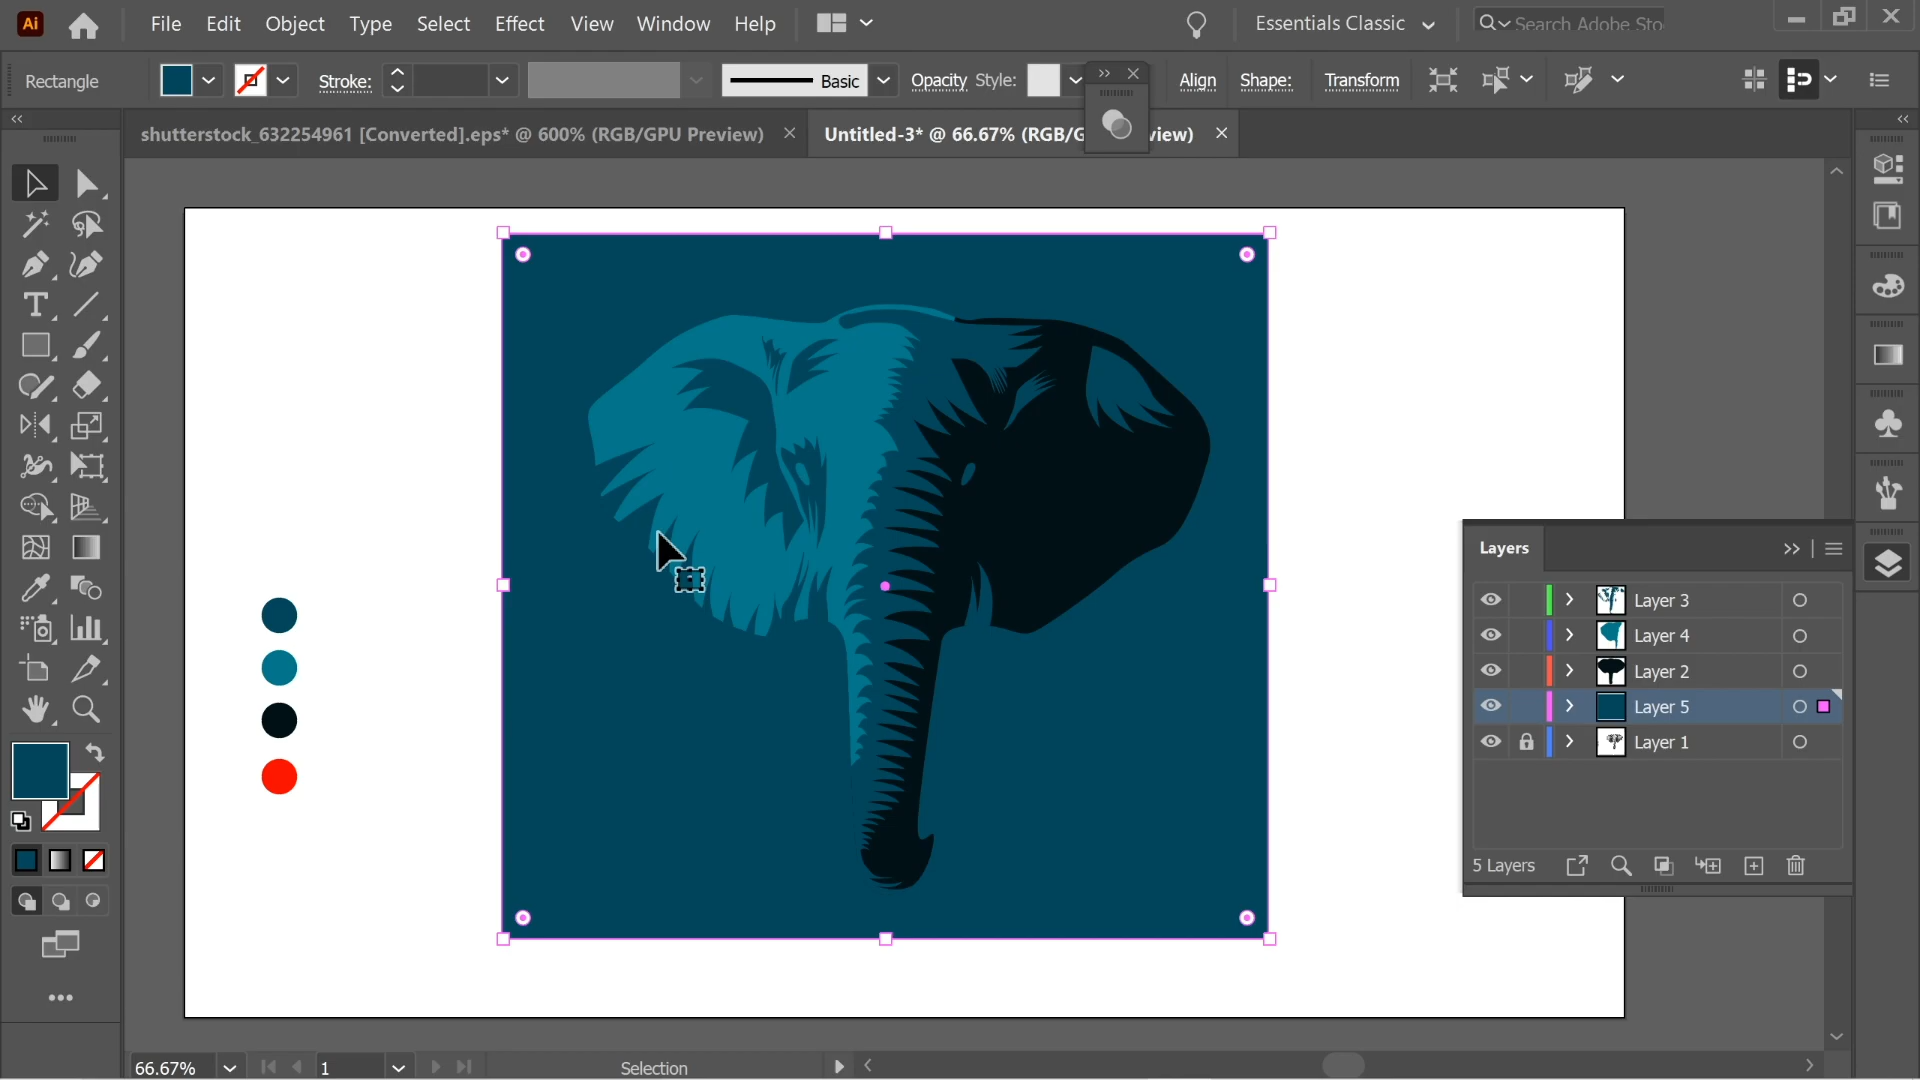 Ai File Edit Object Type Select Effect View Window Help Essentials Classic Search Adobe Sto
Rectangle Stroke: Basic Opacity Style: Align Shape: Transform
shutterstock_632254961 [Converted].eps* @ 600% (RGB/GPU Preview) Untitled-3* @ 66.67% (RGB/G view)
Layers
Layer 3
Layer 4
Layer 2
Layer 5
Layer 1
5 Layers
66.67% 1 Selection